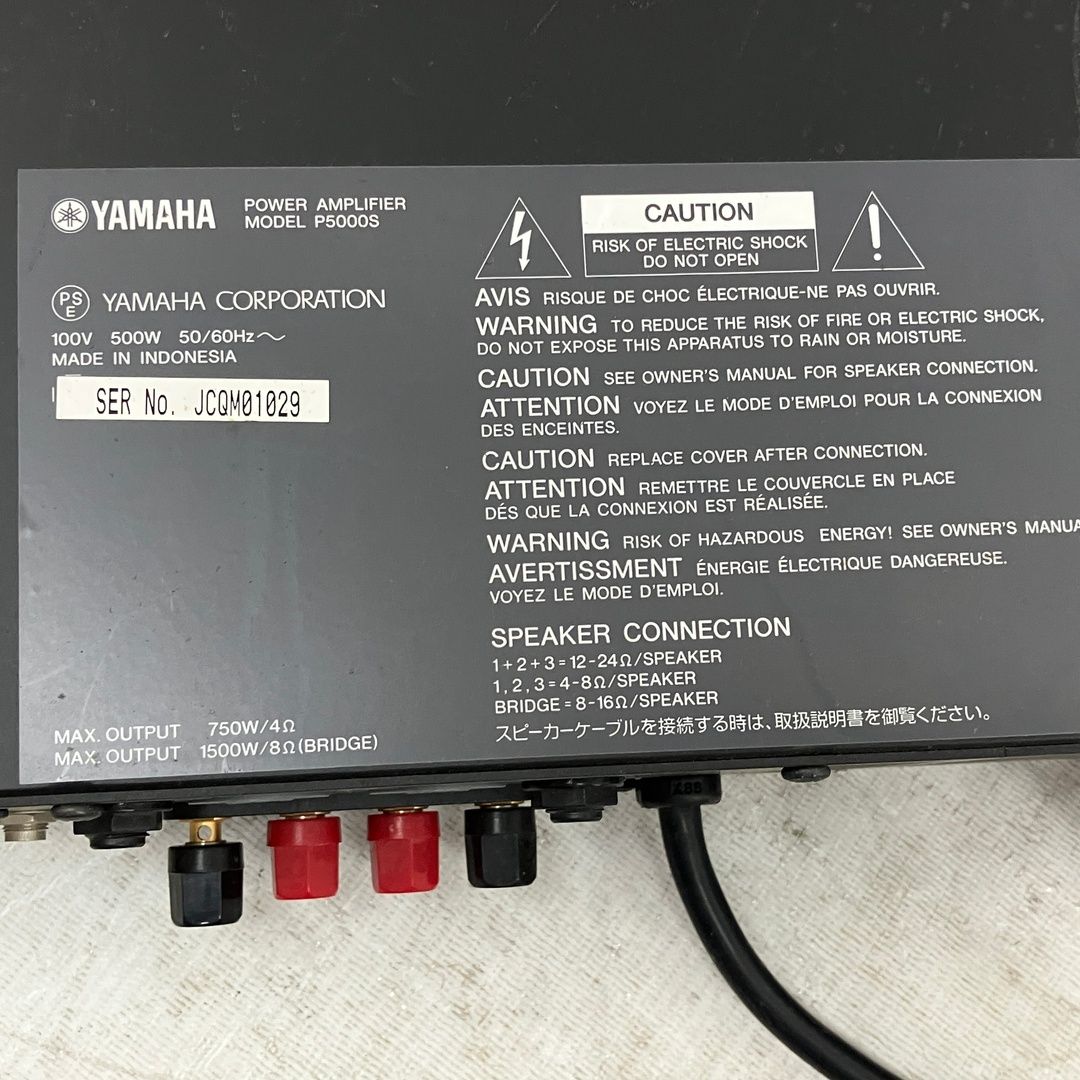 YAMAHA
POWER AMPLIFIER
MODEL P5000S
PSE YAMAHA CORPORATION
100V 500W 50/60Hz～
MADE IN INDONESIA
SER No. JCQM01029
MAX. OUTPUT 750W/4Ω
MAX. OUTPUT 1500W/8Ω(BRIDGE)
CAUTION
RISK OF ELECTRIC SHOCK
DO NOT OPEN
AVIS RISQUE DE CHOC ÉLECTRIQUE-NE PAS OUVRIR.
WARNING TO REDUCE THE RISK OF FIRE OR ELECTRIC SHOCK,
DO NOT EXPOSE THIS APPARATUS TO RAIN OR MOISTURE.
CAUTION SEE OWNER'S MANUAL FOR SPEAKER CONNECTION.
ATTENTION VOYEZ LE MODE D'EMPLOI POUR LA CONNEXION
DES ENCEINTES.
CAUTION REPLACE COVER AFTER CONNECTION.
ATTENTION REMETTRE LE COUVERCLE EN PLACE
DÉS QUE LA CONNEXION EST RÉALISÉE.
WARNING RISK OF HAZARDOUS ENERGY! SEE OWNER'S MANUA
AVERTISSMENT ÉNERGIE ÉLECTRIQUE DANGEREUSE.
VOYEZ LE MODE D'EMPLOI.
SPEAKER CONNECTION
1+2+3=12-24Ω/SPEAKER
1,2,3=4-8Ω/SPEAKER
BRIDGE=8-16Ω/SPEAKER
スピーカーケーブルを接続する時は、取扱説明書を御覧ください。